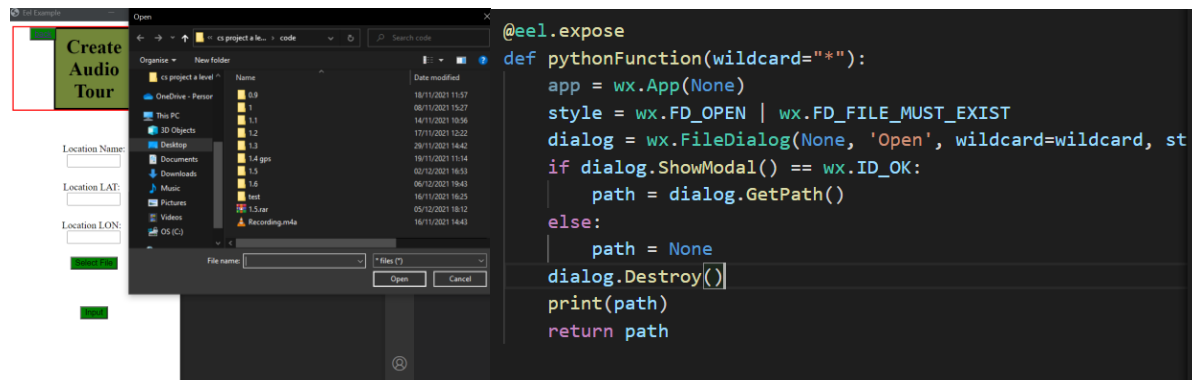 Eel Example
Create
Audio
Tour
Location Name:
Location LAT:
Location LON:
Select File
Input
Open
cs project a le... > code
Search code
Organise
New folder
cs project a level
OneDrive - Person
This PC
3D Objects
Desktop
Documents
Downloads
Music
Pictures
Videos
OS (C:)
Name Date modified
0.9 18/11/2021 11:57
1 08/11/2021 15:27
1.1 14/11/2021 10:56
1.2 17/11/2021 12:22
1.3 29/11/2021 14:42
1.4 gps 19/11/2021 11:14
1.5 02/12/2021 16:53
1.6 06/12/2021 19:43
test 16/11/2021 16:25
1.5.rar 05/12/2021 18:12
Recording.m4a 16/11/2021 14:43
File name:
* files (*)
Open Cancel
@eel.expose
def pythonFunction(wildcard="*"):
    app = wx.App(None)
    style = wx.FD_OPEN | wx.FD_FILE_MUST_EXIST
    dialog = wx.FileDialog(None, 'Open', wildcard=wildcard, st
    if dialog.ShowModal() == wx.ID_OK:
        path = dialog.GetPath()
    else:
        path = None
    dialog.Destroy()
    print(path)
    return path